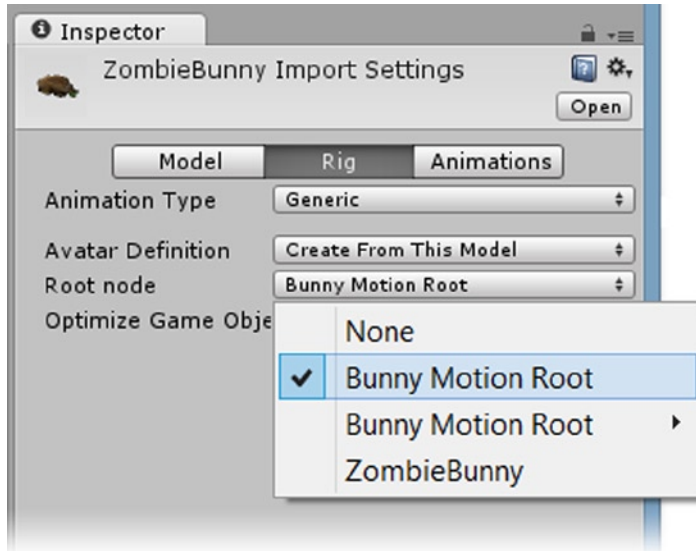 Inspector
ZombieBunny Import Settings
Open
Model Rig Animations
Animation Type Generic
Avatar Definition Create From This Model
Root node Bunny Motion Root
Optimize Game Obje
None
Bunny Motion Root
Bunny Motion Root
ZombieBunny